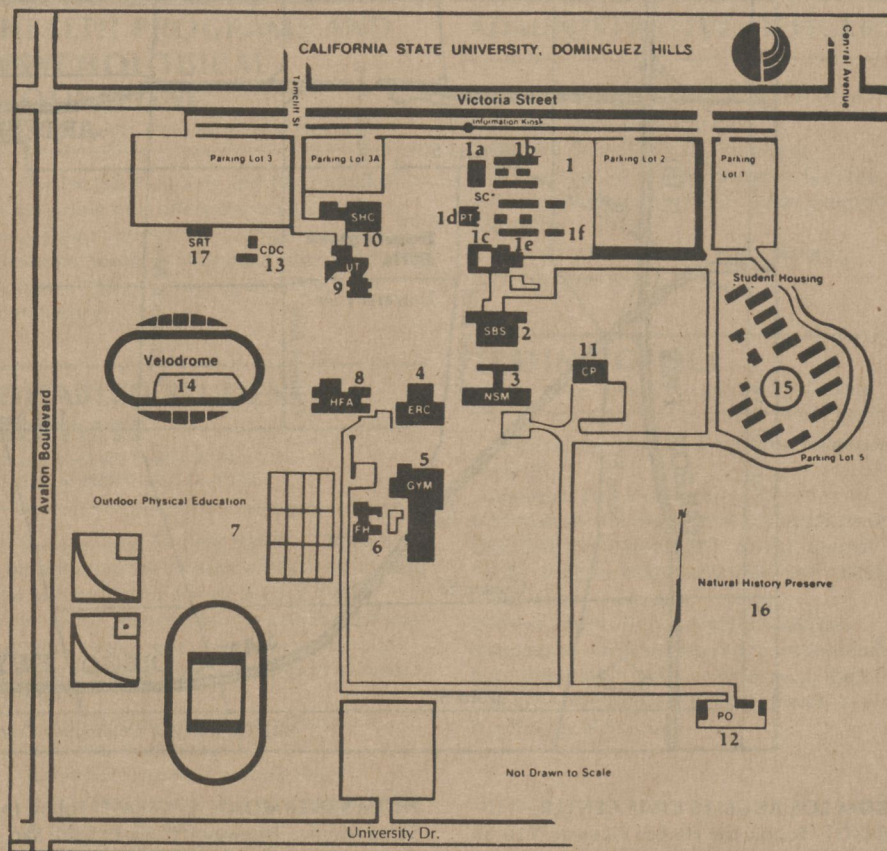 CALIFORNIA STATE UNIVERSITY, DOMINGUEZ HILLS
Central Avenue
Tamcliff St
Victoria Street
Information Kiosk
Parking Lot 3
Parking Lot 3A
1a
1b
1
Parking Lot 2
Parking Lot 1
SC*
1d
PT
SHC
10
1c
1e
1f
SRT
17
CDC
13
UT
9
Student Housing
SBS
2
Velodrome
14
8
HFA
4
ERC
3
NSM
11
CP
15
Parking Lot 5
Avalon Boulevard
Outdoor Physical Education
7
5
GYM
FH
6
N
Natural History Preserve
16
PO
12
Not Drawn to Scale
University Dr.